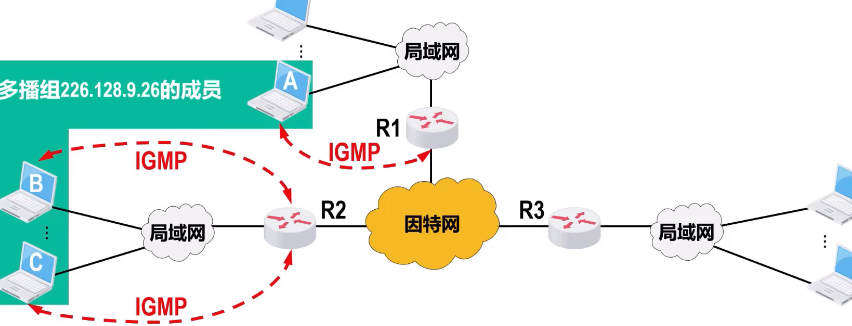 局域网
A
多播组226.128.9.26的成员
R1
IGMP
IGMP
B
R2
R3
局域网
因特网
局域网
C
IGMP